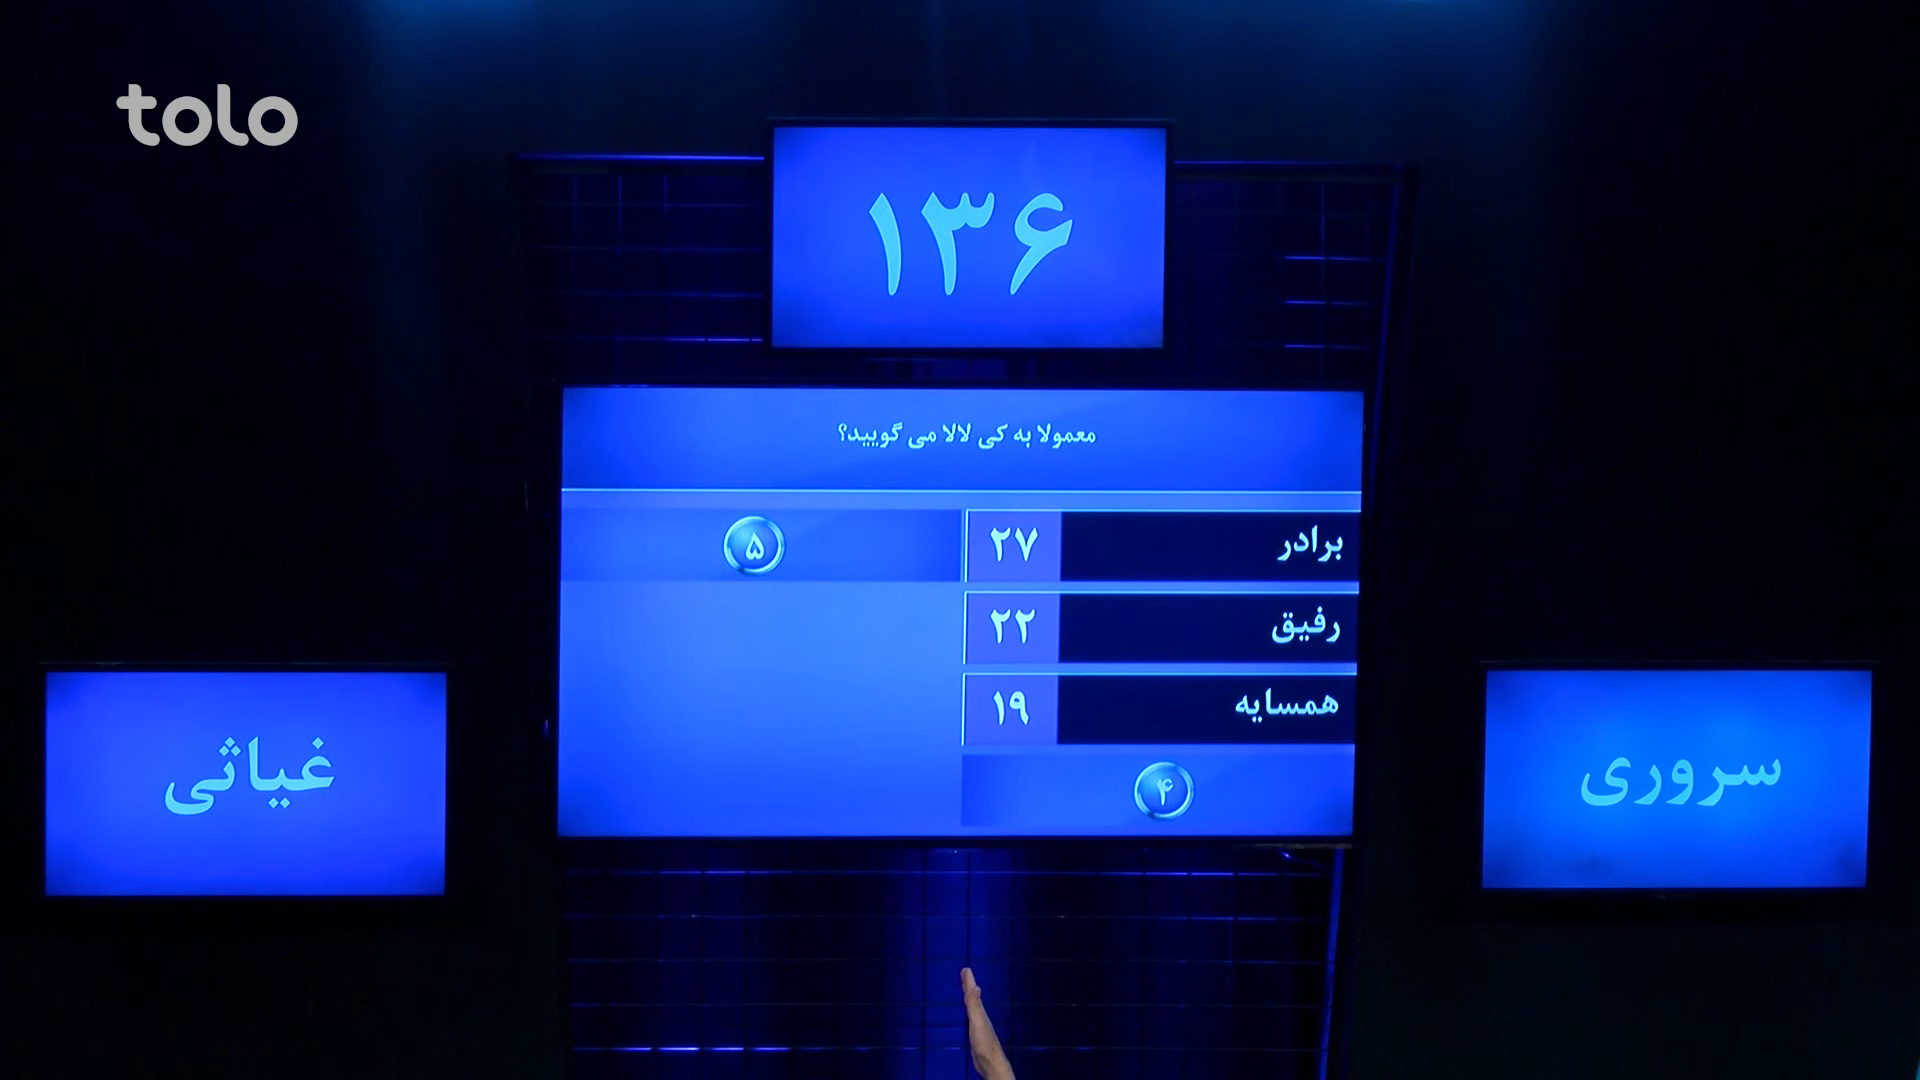 tolo
۱۳۶
معمولا به کی لالا می گویید؟
برادر ۲۷
رفیق ۲۲
همسایه ۱۹
۴
۵
سروری
غیاثی